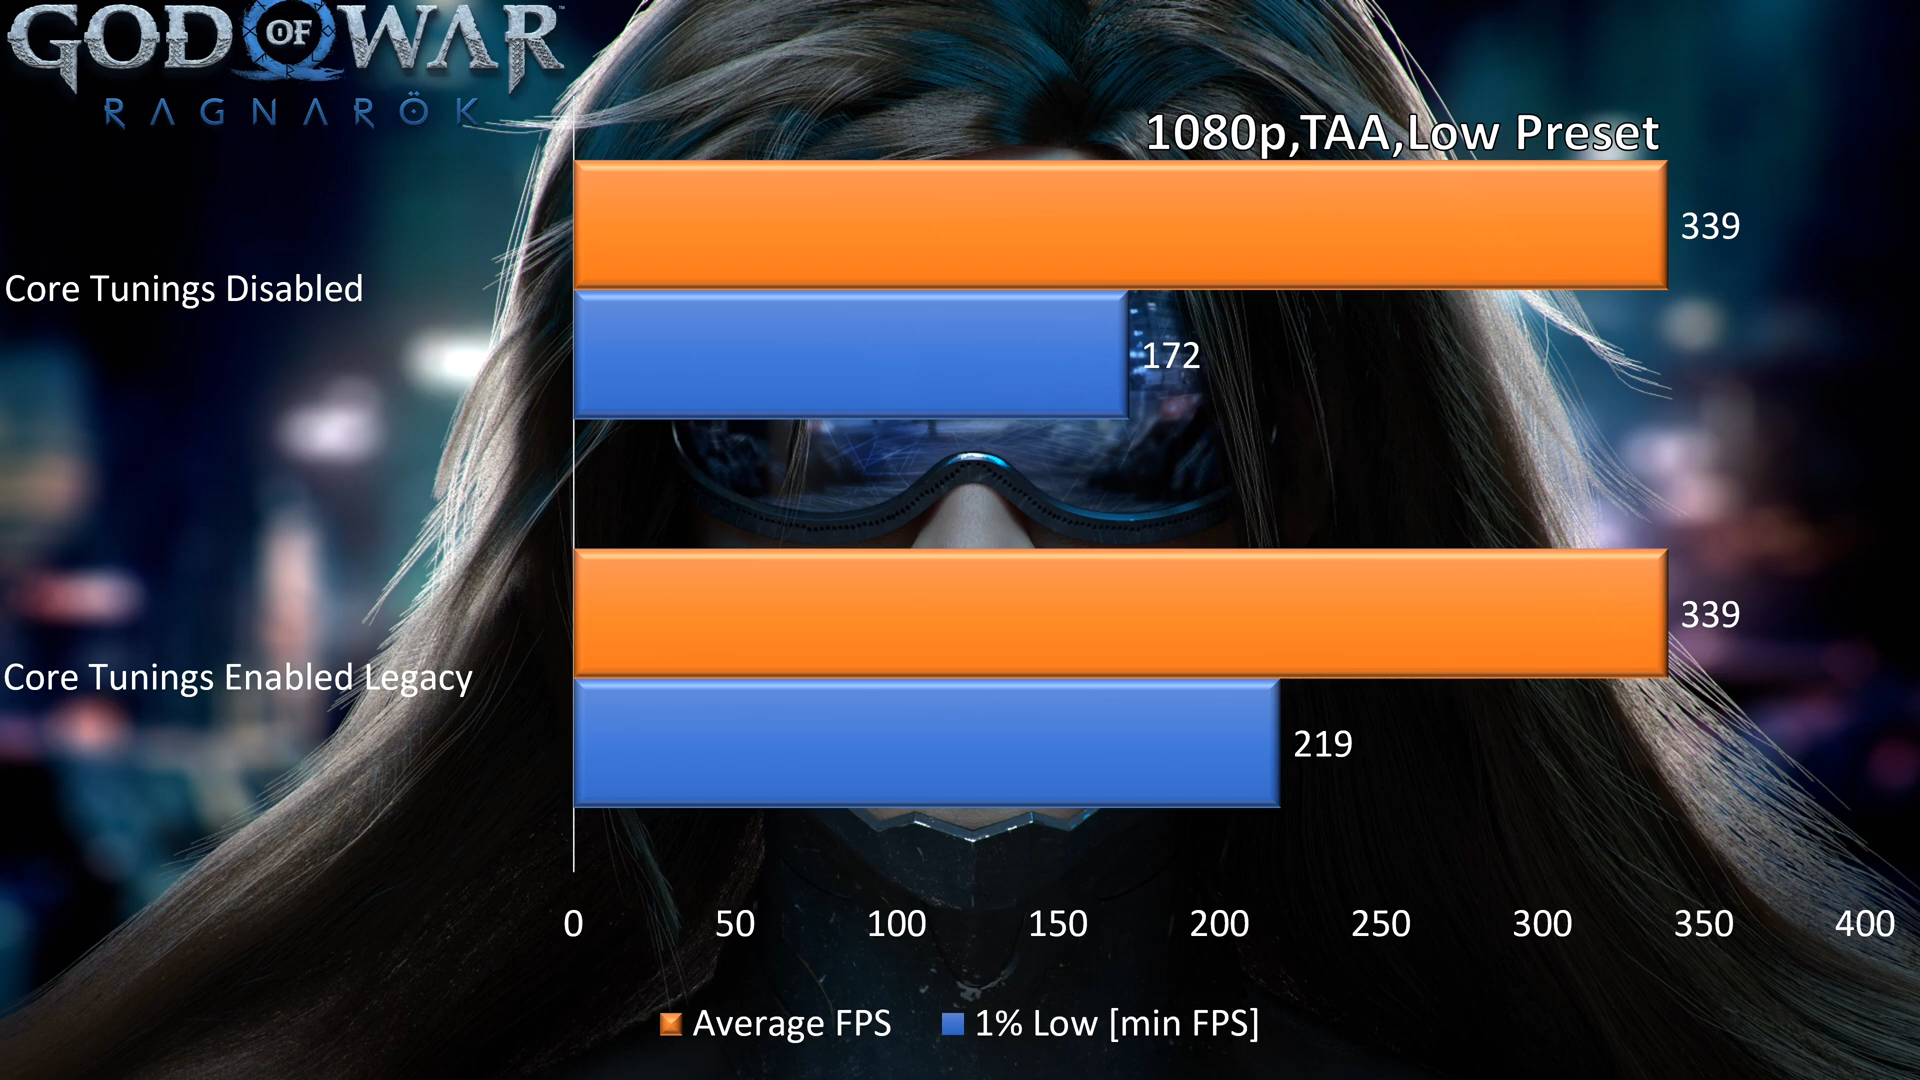 GOD OF WAR™
RAGNARÖK
1080p,TAA,Low Preset
339
Core Tunings Disabled
172
339
Core Tunings Enabled Legacy
219
0 50 100 150 200 250 300 350 400
Average FPS 1% Low [min FPS]